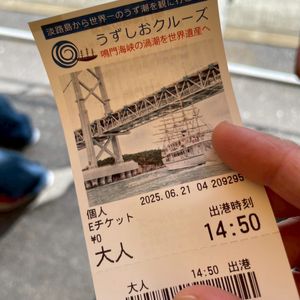 淡路島から世界一のうず潮を観に行こ
うずしおクルーズ
鳴門海峡の渦潮を世界遺産へ
2025.06.21 04 209295
個人
Eチケット
¥0
出港時刻
大人
14:50
大人 14:50 出港